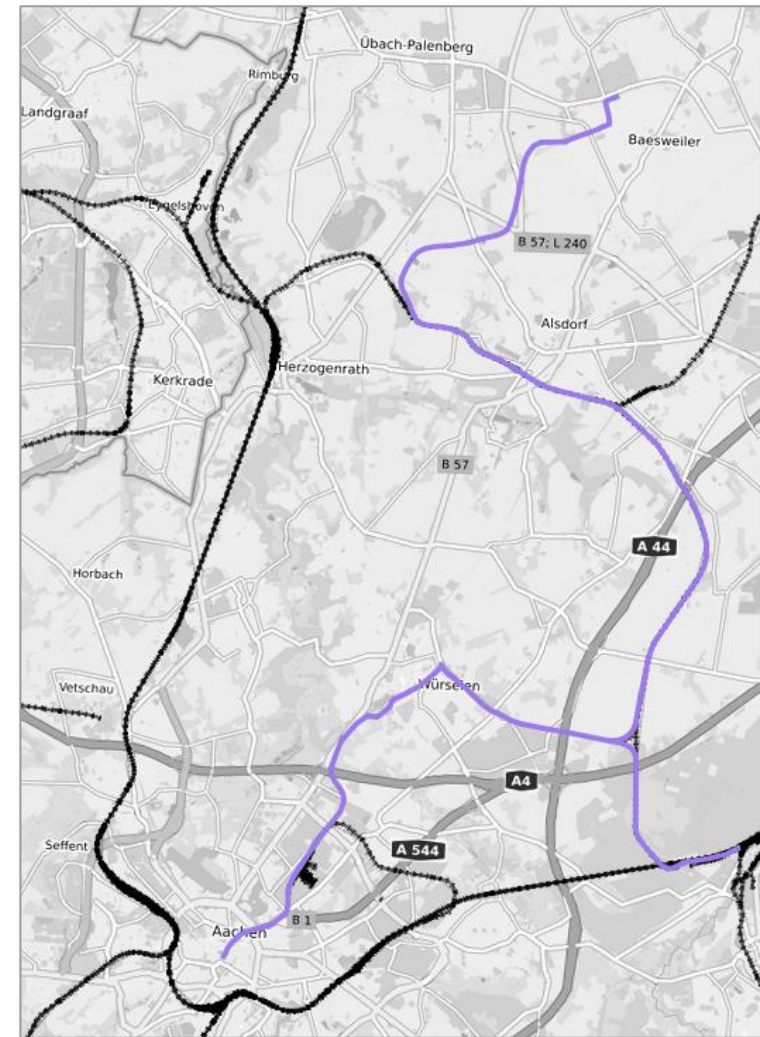 Übach-Palenberg
Rimburg
Landgraaf
Baesweiler
Eygelshoven
B 57; L 240
Alsdorf
Herzogenrath
Kerkrade
B 57
A 44
Horbach
Würselen
Vetschau
A4
Seffent
A 544
B 1
Aachen